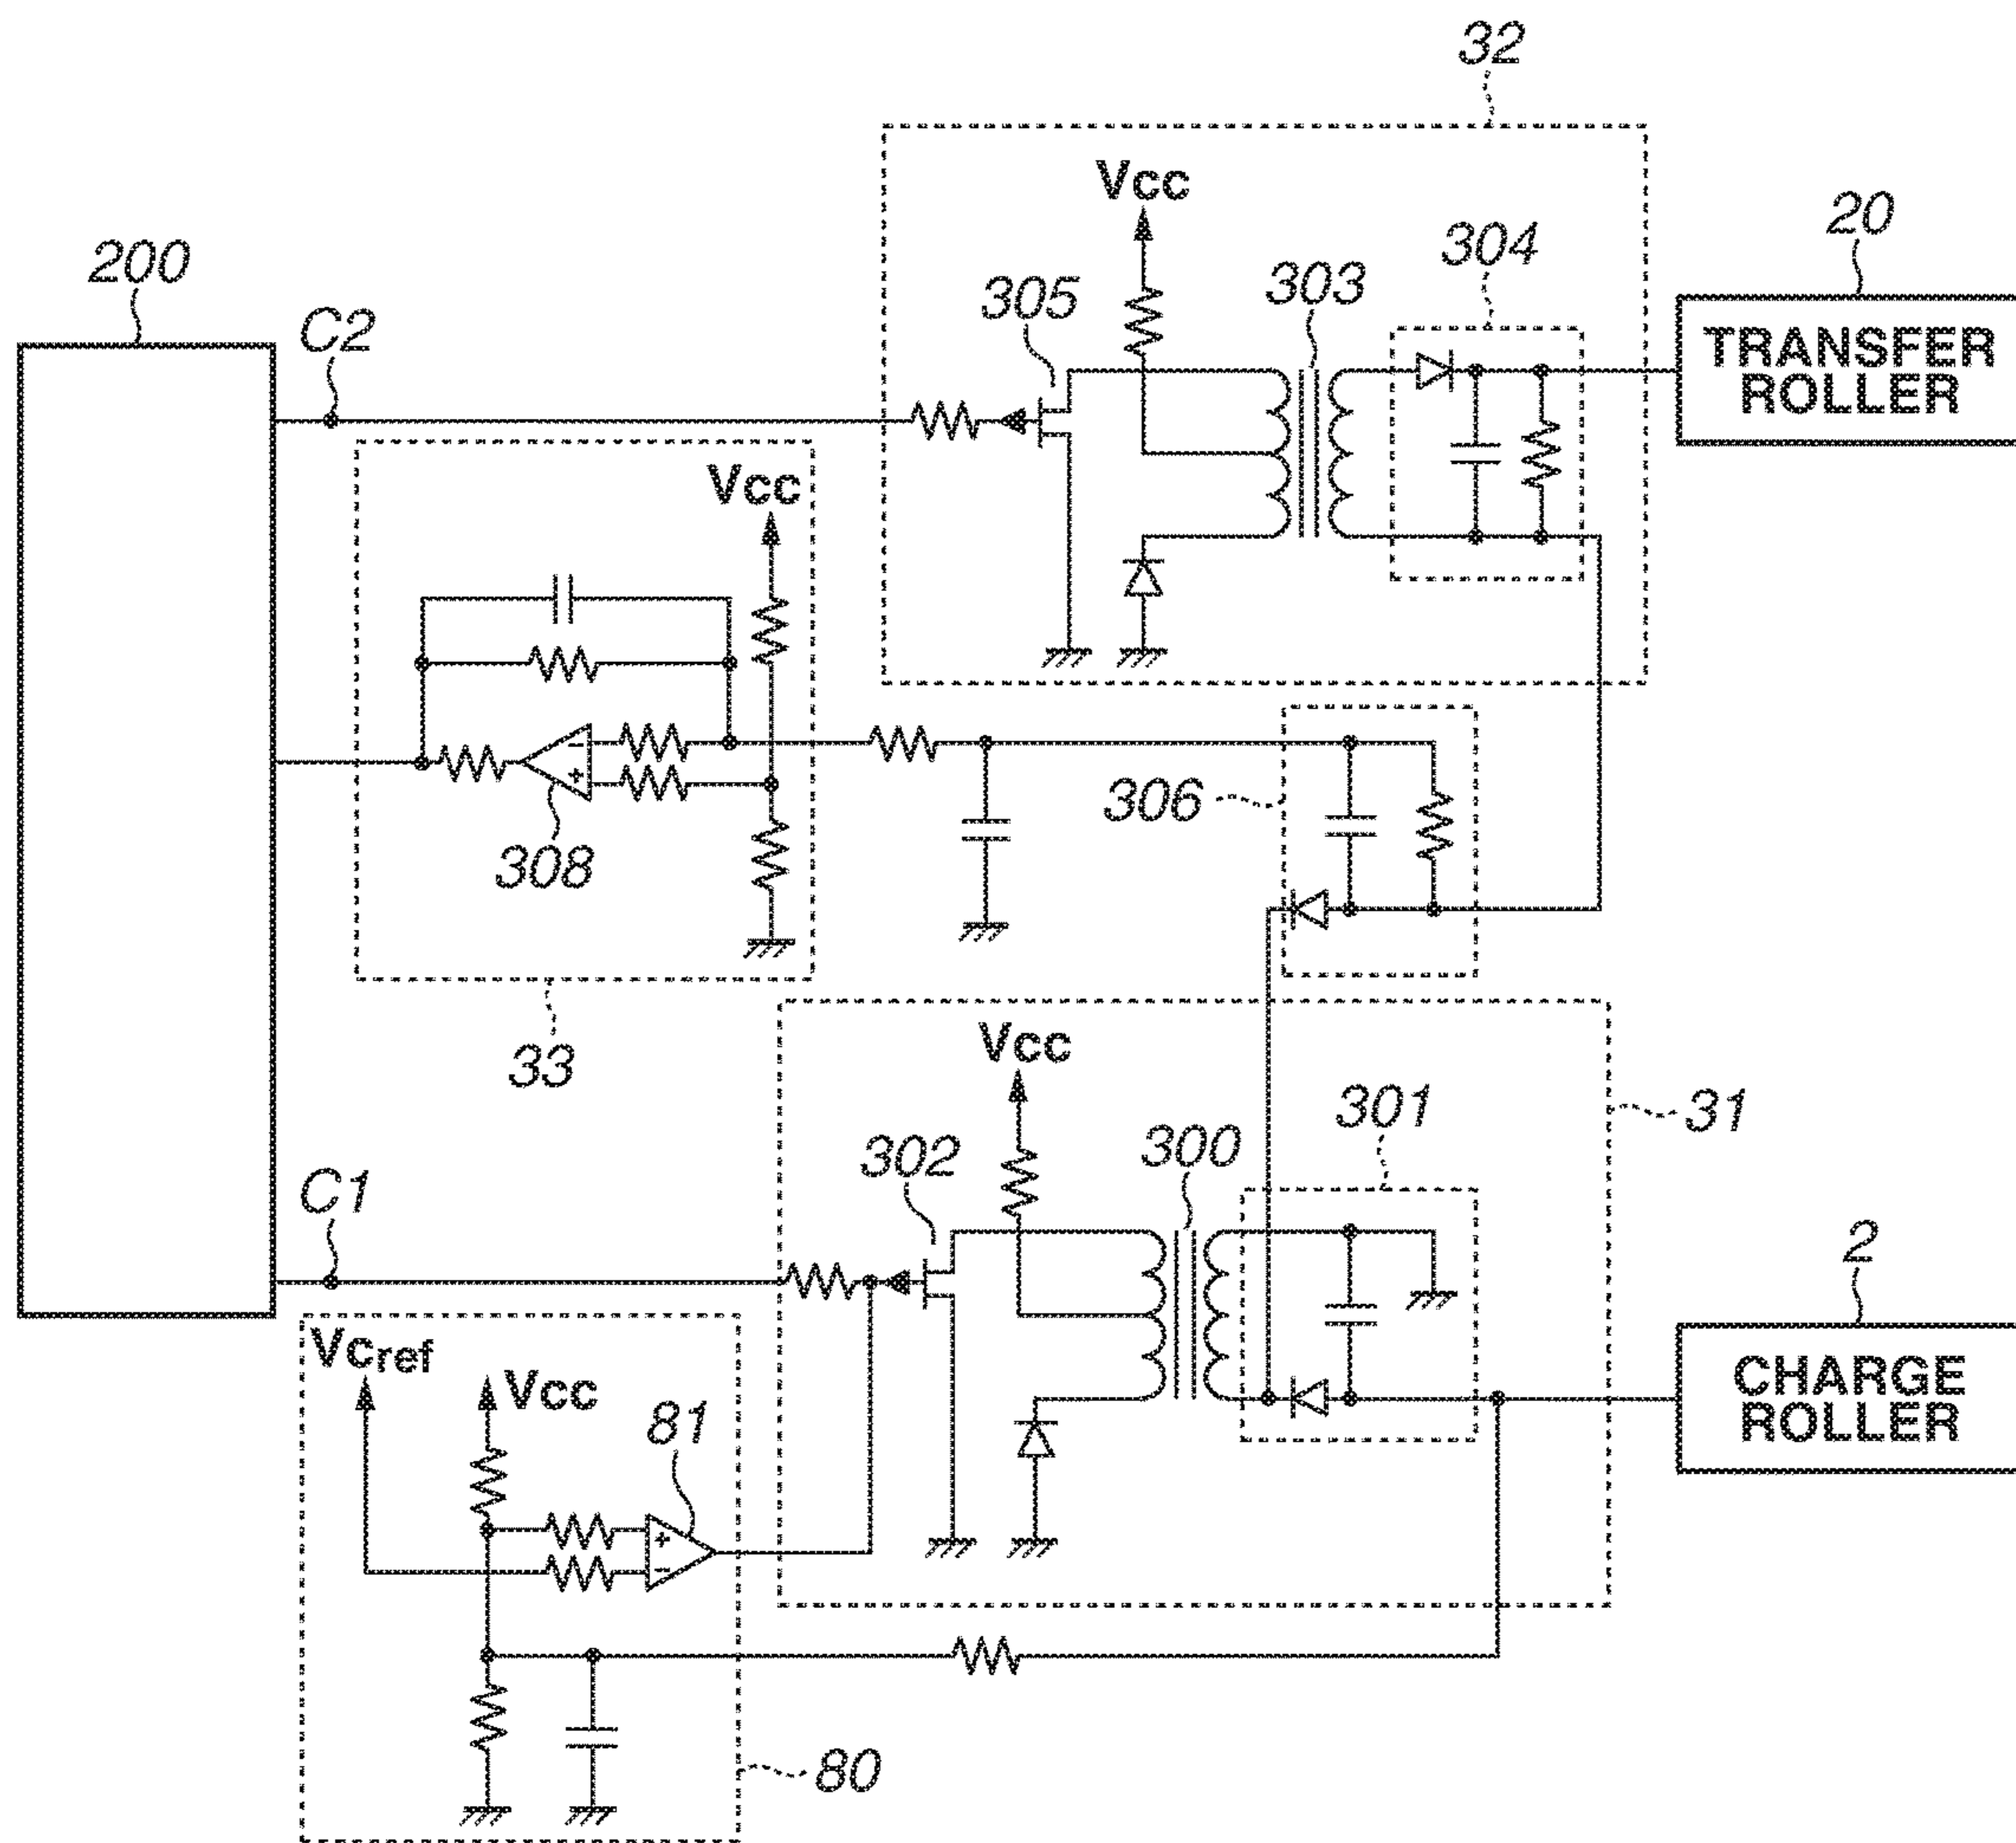 32
Vcc
20
304
200
303
305
C2
TRANSFER
ROLLER
Vcc
-
+
306
308
33
Vcc
301
31
300
302
C1
2
Vcref
Vcc
CHARGE
ROLLER
81
+
-
80